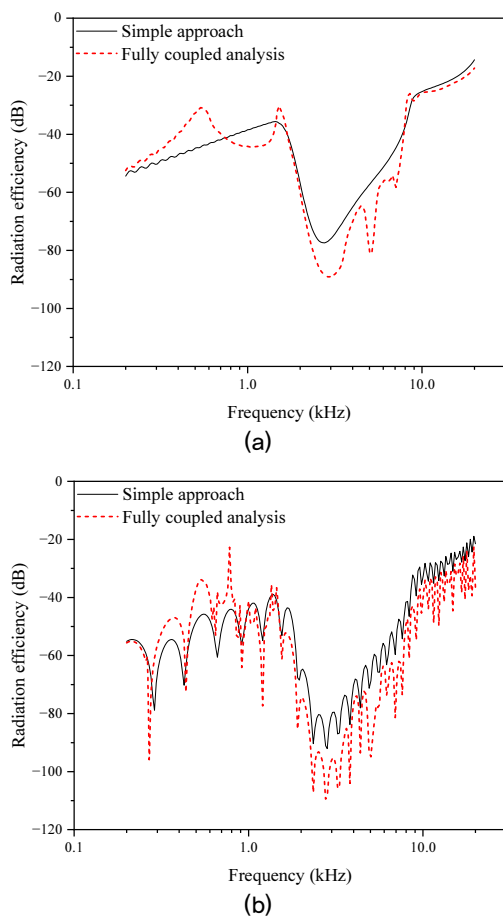 0
Simple approach
Fully coupled analysis
−20
−40
−60
−80
−100
−120
Radiation efficiency (dB)
0.1
1.0
10.0
Frequency (kHz)
(a)
0
Simple approach
Fully coupled analysis
−20
−40
−60
−80
−100
−120
Radiation efficiency (dB)
0.1
1.0
10.0
Frequency (kHz)
(b)